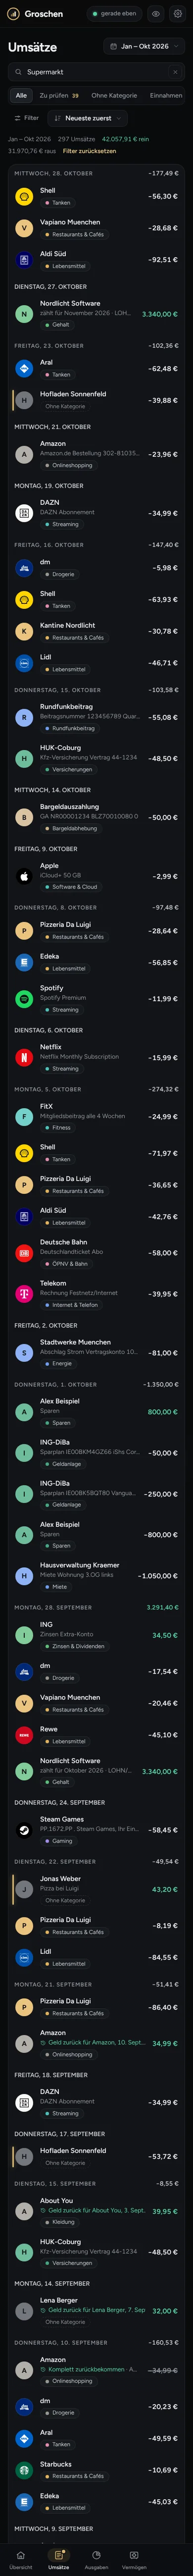 Groschen
gerade eben
Umsätze
Jan – Okt 2026
Supermarkt
Alle
Zu prüfen 39
Ohne Kategorie
Einnahmen
Filter
Neueste zuerst
Jan – Okt 2026
297 Umsätze
42.057,91 € rein
31.970,76 € raus
Filter zurücksetzen
MITTWOCH, 28. OKTOBER
−177,49 €
Shell
Tanken
−56,30 €
Vapiano Muenchen
Restaurants & Cafés
−28,68 €
Aldi Süd
Lebensmittel
−92,51 €
DIENSTAG, 27. OKTOBER
Nordlicht Software
zählt für November 2026 · LOH…
Gehalt
3.340,00 €
FREITAG, 23. OKTOBER
−102,36 €
Aral
Tanken
−62,48 €
H
Hofladen Sonnenfeld
Ohne Kategorie
−39,88 €
MITTWOCH, 21. OKTOBER
A
Amazon
Amazon.de Bestellung 302-81035…
Onlineshopping
−23,96 €
MONTAG, 19. OKTOBER
DAZN
DAZN Abonnement
Streaming
−34,99 €
FREITAG, 16. OKTOBER
−147,40 €
dm
Drogerie
−5,98 €
Shell
Tanken
−63,93 €
K
Kantine Nordlicht
Restaurants & Cafés
−30,78 €
Lidl
Lebensmittel
−46,71 €
DONNERSTAG, 15. OKTOBER
−103,58 €
R
Rundfunkbeitrag
Beitragsnummer 123456789 Quar…
Rundfunkbeitrag
−55,08 €
H
HUK-Coburg
Kfz-Versicherung Vertrag 44-1234
Versicherungen
−48,50 €
MITTWOCH, 14. OKTOBER
B
Bargeldauszahlung
GA NR00001234 BLZ70010080 0
Bargeldabhebung
−50,00 €
FREITAG, 9. OKTOBER
Apple
iCloud+ 50 GB
Software & Cloud
−2,99 €
DONNERSTAG, 8. OKTOBER
−97,48 €
P
Pizzeria Da Luigi
Restaurants & Cafés
−28,64 €
Edeka
Lebensmittel
−56,85 €
Spotify
Spotify Premium
Streaming
−11,99 €
DIENSTAG, 6. OKTOBER
Netflix
Netflix Monthly Subscription
Streaming
−15,99 €
MONTAG, 5. OKTOBER
−274,32 €
F
FitX
Mitgliedsbeitrag alle 4 Wochen
Fitness
−24,99 €
Shell
Tanken
−71,97 €
P
Pizzeria Da Luigi
Restaurants & Cafés
−36,65 €
Aldi Süd
Lebensmittel
−42,76 €
Deutsche Bahn
Deutschlandticket Abo
ÖPNV & Bahn
−58,00 €
Telekom
Rechnung Festnetz/Internet
Internet & Telefon
−39,95 €
FREITAG, 2. OKTOBER
S
Stadtwerke Muenchen
Abschlag Strom Vertragskonto 10…
Energie
−81,00 €
DONNERSTAG, 1. OKTOBER
−1.350,00 €
A
Alex Beispiel
Sparen
Sparen
800,00 €
I
ING-DiBa
Sparplan IE00BKM4GZ66 iShs Cor…
Geldanlage
−50,00 €
I
ING-DiBa
Sparplan IE00BK5BQT80 Vangua…
Geldanlage
−250,00 €
A
Alex Beispiel
Sparen
Sparen
−800,00 €
H
Hausverwaltung Kraemer
Miete Wohnung 3.OG links
Miete
−1.050,00 €
MONTAG, 28. SEPTEMBER
3.291,40 €
I
ING
Zinsen Extra-Konto
Zinsen & Dividenden
34,50 €
dm
Drogerie
−17,54 €
V
Vapiano Muenchen
Restaurants & Cafés
−20,46 €
Rewe
Lebensmittel
−45,10 €
N
Nordlicht Software
zählt für Oktober 2026 · LOHN/…
Gehalt
3.340,00 €
DONNERSTAG, 24. SEPTEMBER
Steam Games
PP.1672.PP . Steam Games, Ihr Ein…
Gaming
−58,45 €
DIENSTAG, 22. SEPTEMBER
−49,54 €
J
Jonas Weber
Pizza bei Luigi
Ohne Kategorie
43,20 €
P
Pizzeria Da Luigi
Restaurants & Cafés
−8,19 €
Lidl
Lebensmittel
−84,55 €
MONTAG, 21. SEPTEMBER
−51,41 €
P
Pizzeria Da Luigi
Restaurants & Cafés
−86,40 €
A
Amazon
Geld zurück für Amazon, 10. Sept…
Onlineshopping
34,99 €
FREITAG, 18. SEPTEMBER
DAZN
DAZN Abonnement
Streaming
−34,99 €
DONNERSTAG, 17. SEPTEMBER
H
Hofladen Sonnenfeld
Ohne Kategorie
−53,72 €
DIENSTAG, 15. SEPTEMBER
−8,55 €
A
About You
Geld zurück für About You, 3. Sept.
Kleidung
39,95 €
H
HUK-Coburg
Kfz-Versicherung Vertrag 44-1234
Versicherungen
−48,50 €
MONTAG, 14. SEPTEMBER
L
Lena Berger
Geld zurück für Lena Berger, 7. Sep
Ohne Kategorie
32,00 €
DONNERSTAG, 10. SEPTEMBER
−160,53 €
A
Amazon
Komplett zurückbekommen · A…
Onlineshopping
−34,99 €
dm
Drogerie
−20,23 €
Aral
Tanken
−49,59 €
Starbucks
Restaurants & Cafés
−10,69 €
Edeka
Lebensmittel
−45,03 €
MITTWOCH, 9. SEPTEMBER
Übersicht
Umsätze
Ausgaben
Vermögen